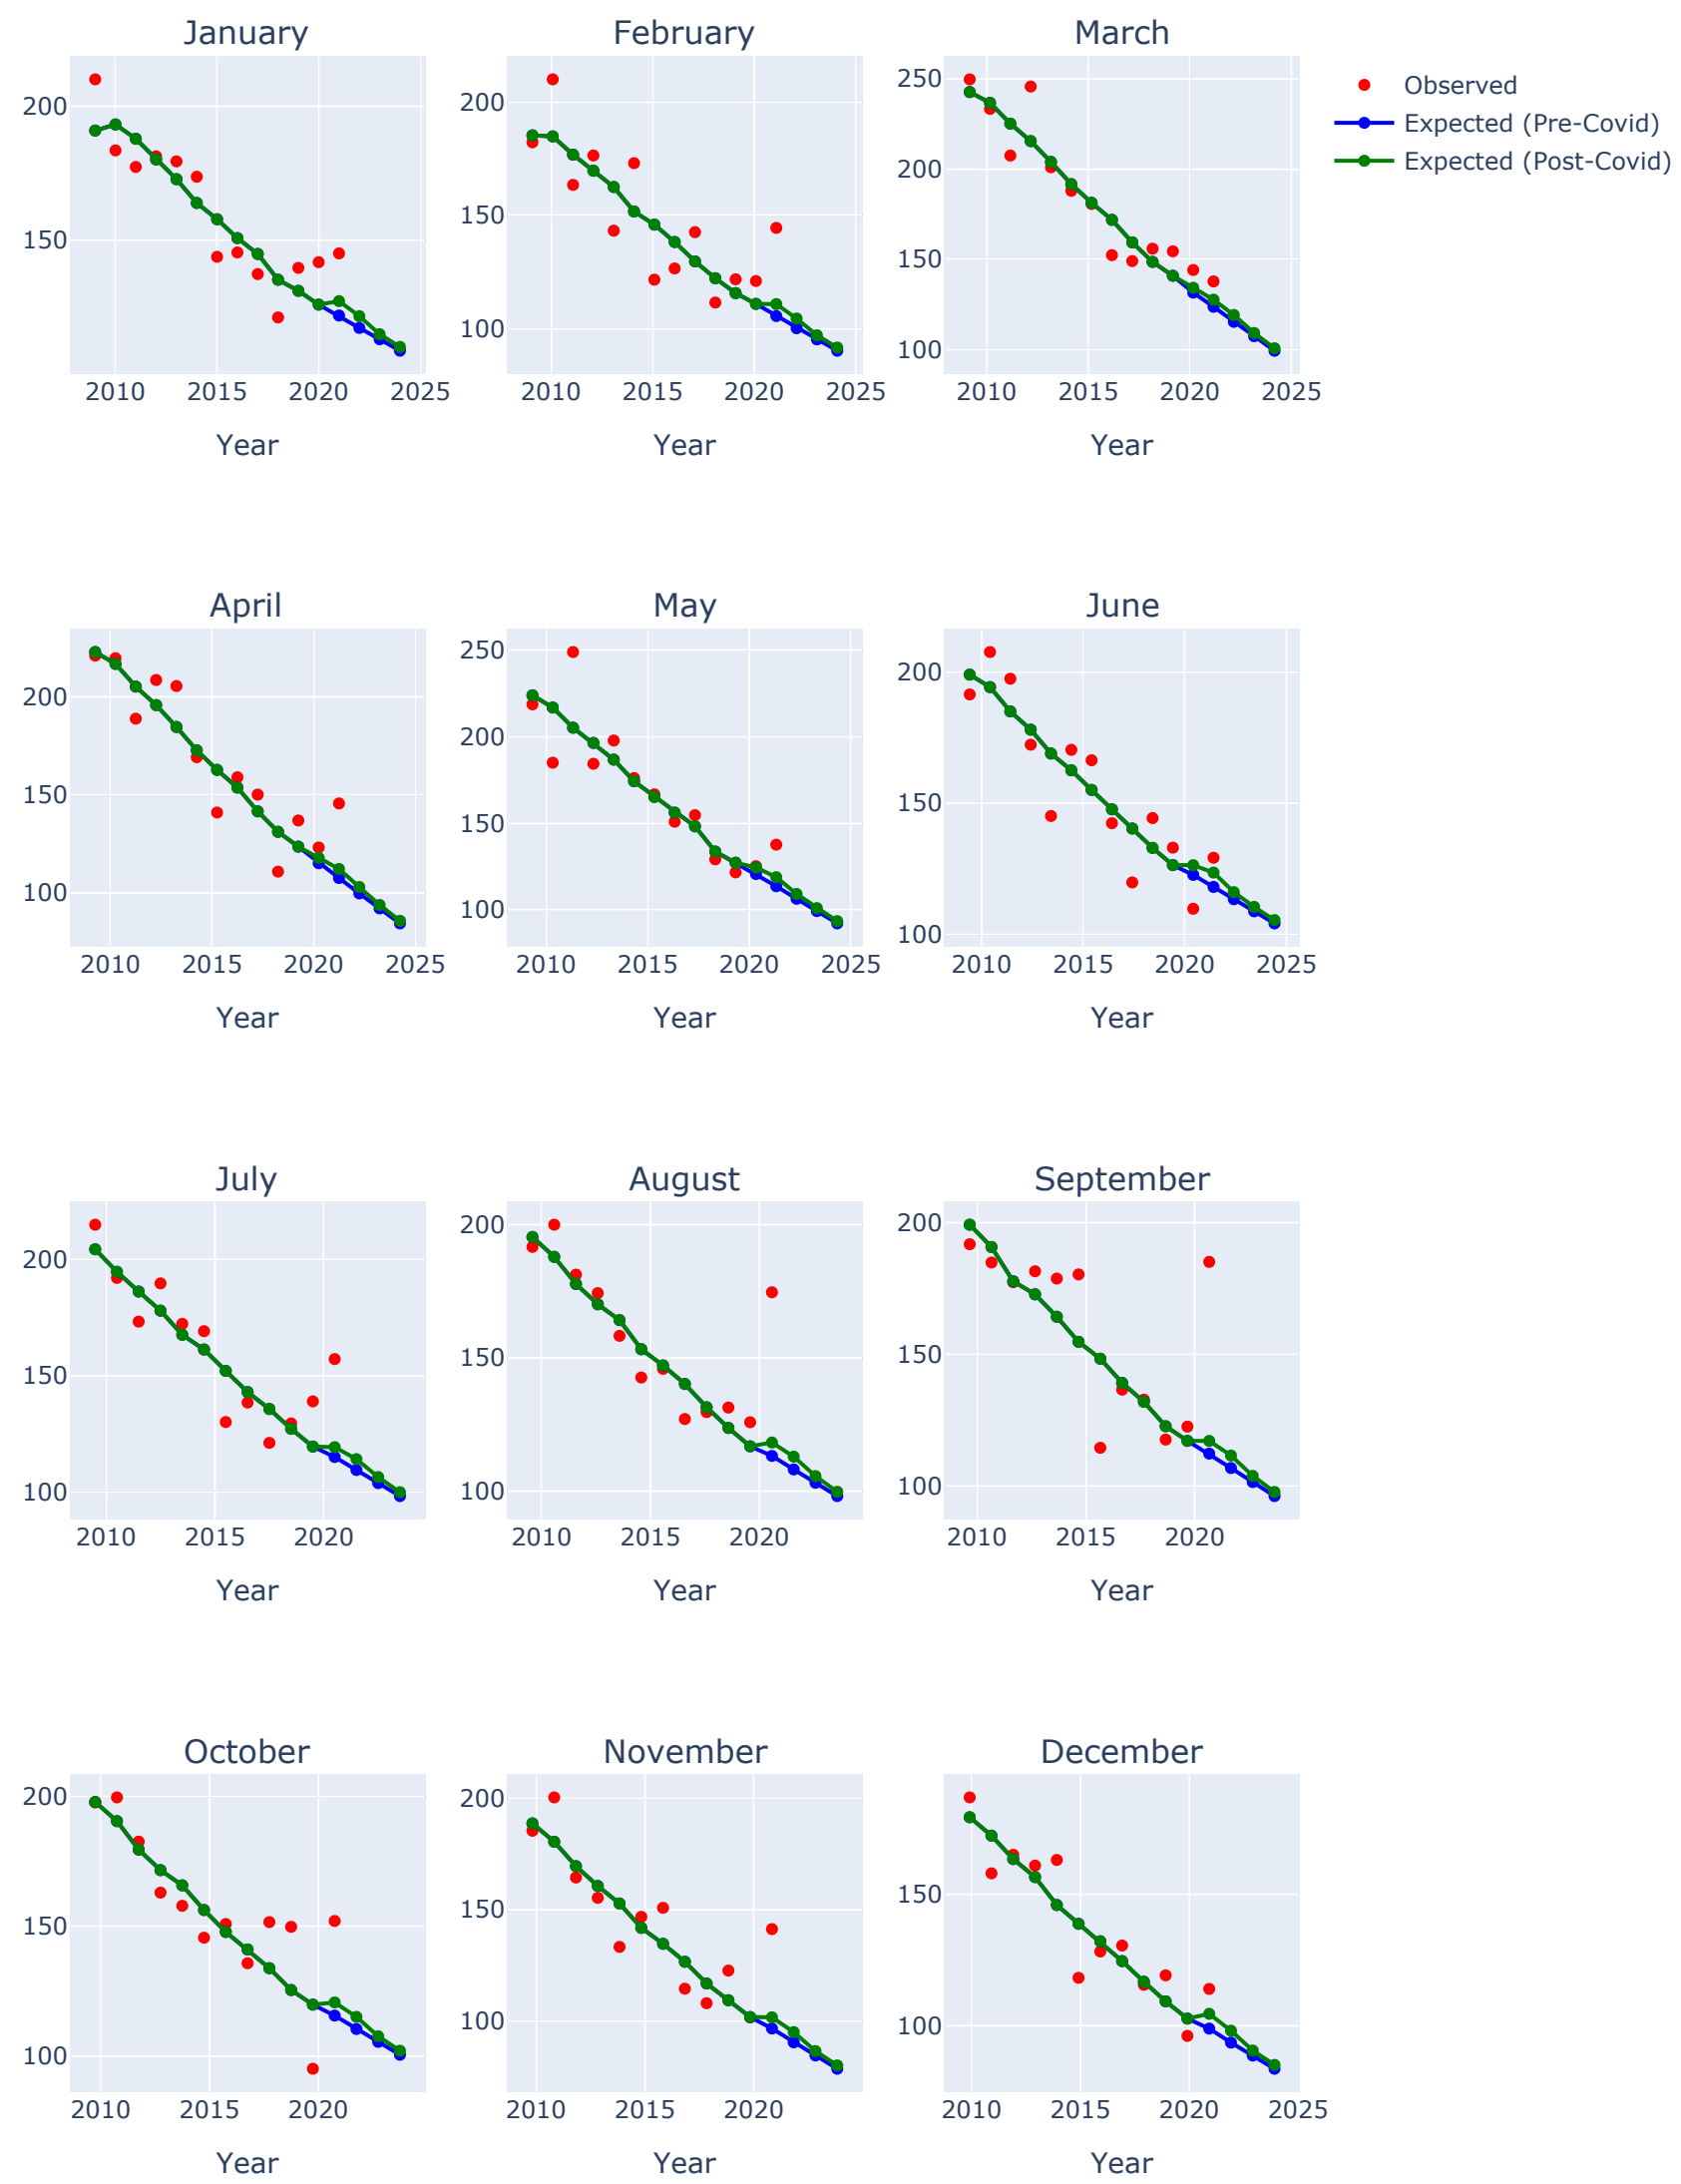 January February March
250
200
150
100
200
150
100
200
150
2010 2015 2020 2025
2010 2015 2020 2025
2010 2015 2020 2025
Year Year Year
Observed
Expected (Pre-Covid)
Expected (Post-Covid)
April May June
200
150
100
250
200
150
100
200
150
100
2010 2015 2020 2025
2010 2015 2020 2025
2010 2015 2020 2025
Year Year Year
July August September
200
150
100
200
150
100
200
150
100
2010 2015 2020
2010 2015 2020
2010 2015 2020
Year Year Year
October November December
200
150
100
200
150
100
150
100
2010 2015 2020
2010 2015 2020
2010 2015 2020 2025
Year Year Year